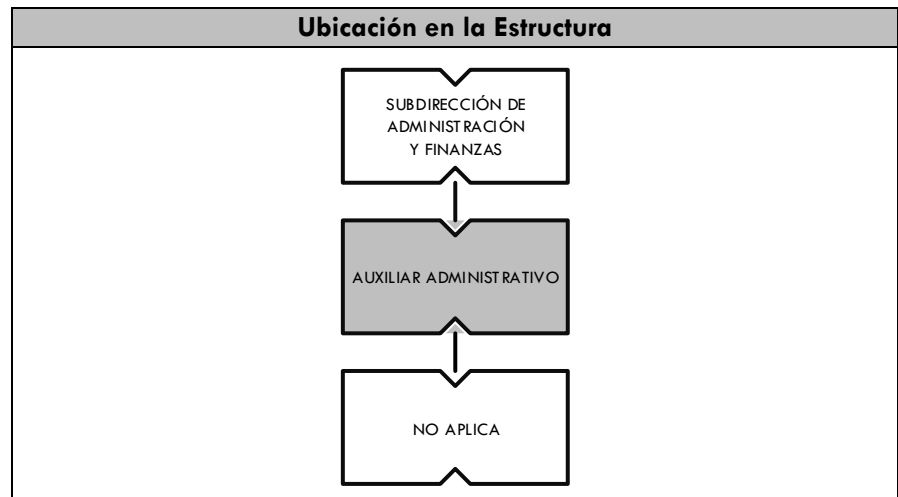 Ubicación en la Estructura
SUBDIRECCIÓN DE
ADMINISTRACIÓN
Y FINANZAS
AUXILIAR ADMINISTRATIVO
NO APLICA